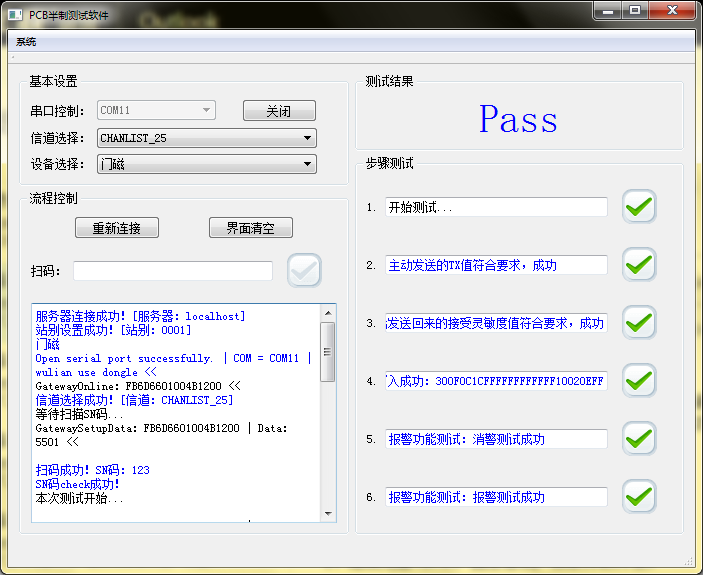 PCB半制测试软件
Outlook
系统
基本设置
串口控制：
COM11
关闭
信道选择：
CHANLIST_25
设备选择：
门磁
流程控制
重新连接
界面清空
扫码：
服务器连接成功！[服务器：localhost]
站别设置成功！[站别：0001]
门磁
Open serial port successfully. | COM = COM11 |
wulian use dongle <<
GatewayOnline: FB6D6601004B1200 <<
信道选择成功！[信道：CHANLIST_25]
等待扫描SN码...
GatewaySetupData: FB6D6601004B1200 | Data:
5501 <<
扫码成功！SN码：123
SN码check成功！
本次测试开始...
测试结果
Pass
步骤测试
1.
开始测试...
2.
主动发送的TX值符合要求，成功
3.
发送回来的接受灵敏度值符合要求，成功
4.
入成功：300F0C1CFFFFFFFFFFFF10020EFF
5.
报警功能测试：消警测试成功
6.
报警功能测试：报警测试成功